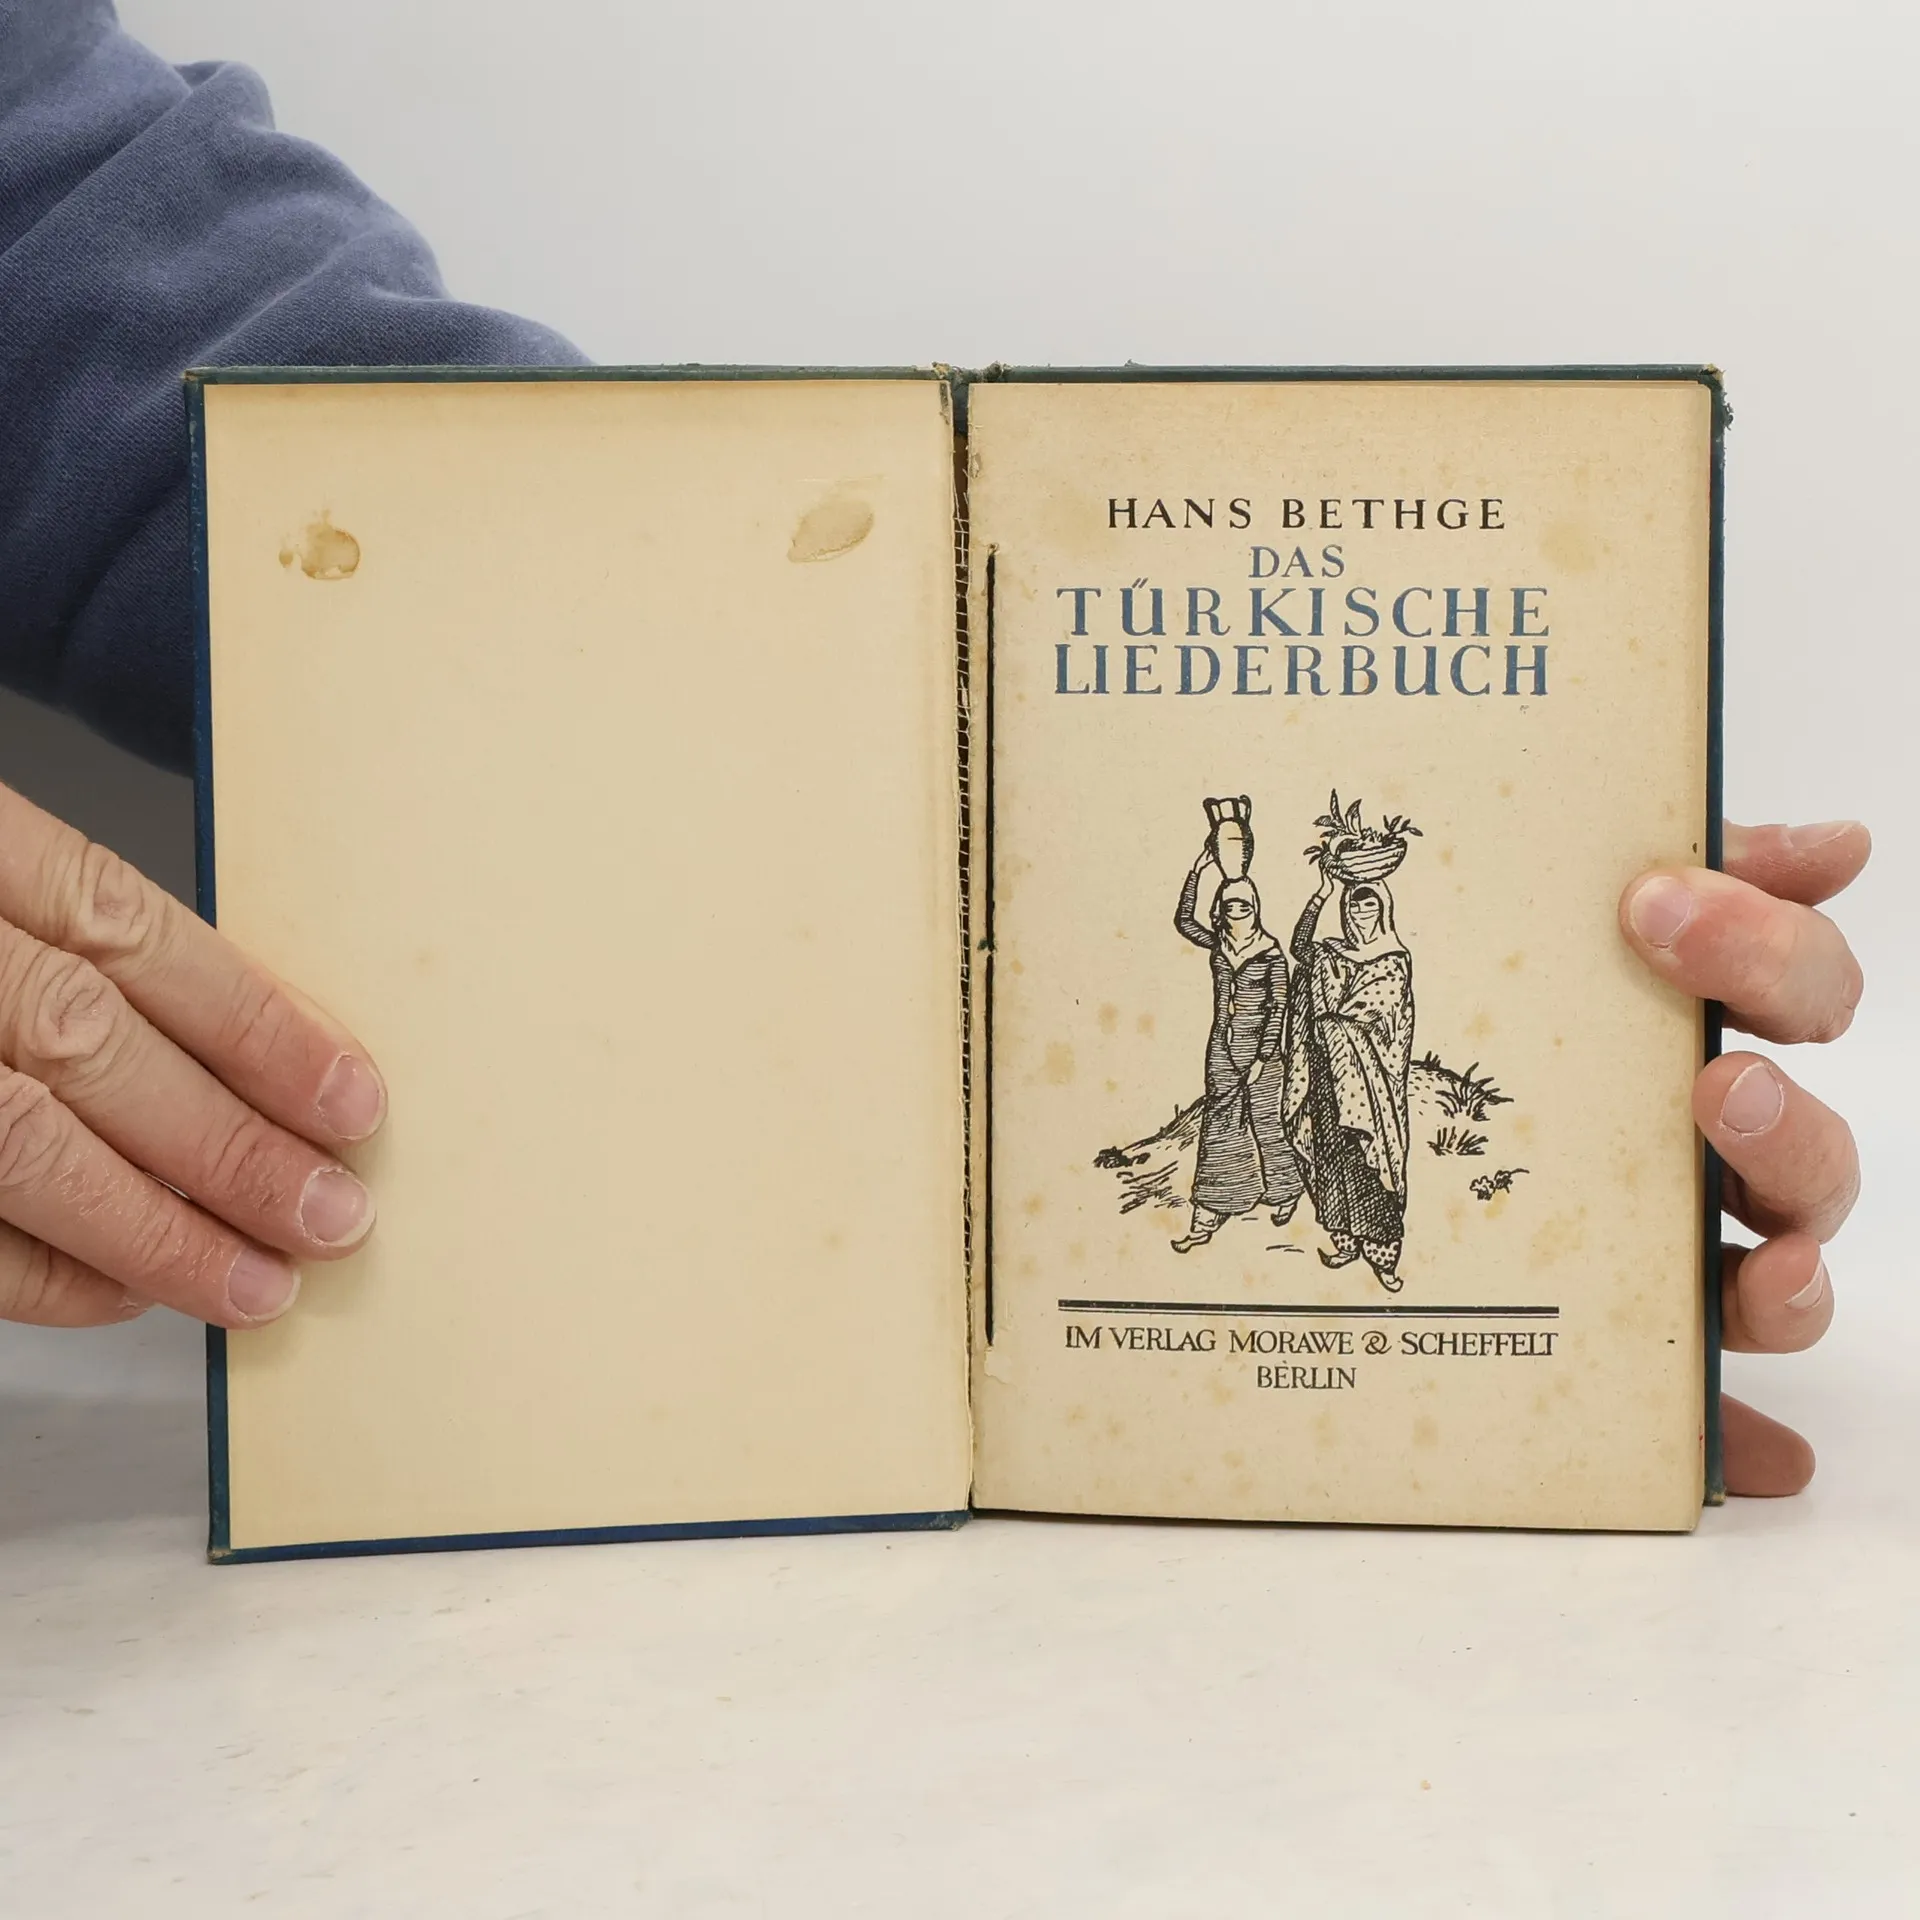 HANS BETHGE
DAS
TÜRKISCHE
LIEDERBUCH
IM VERLAG MORAWE & SCHEFFELT
BERLIN